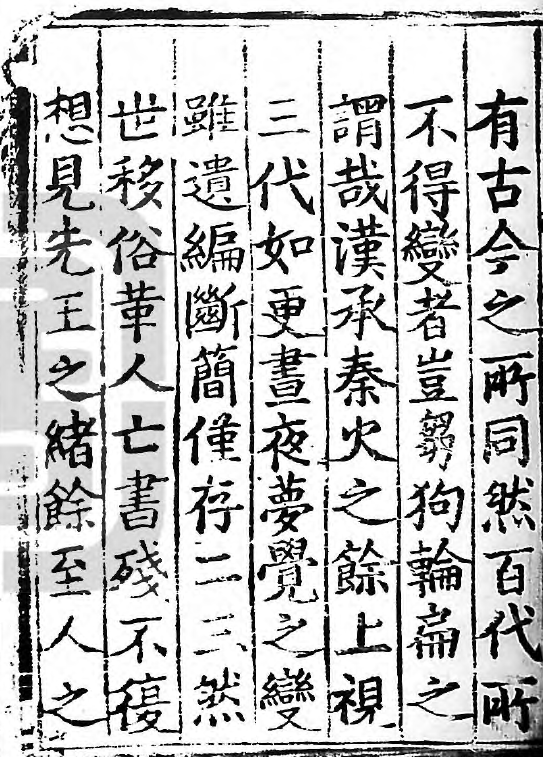 有古今之所同然百代所
不得變者豈芻狗輪扁之
謂哉漢承秦火之餘上視
三代如更晝夜夢覺之變
雖遺編斷簡僅存二三然
世移俗革人亡書殘不復
想見先王之緒餘至人之